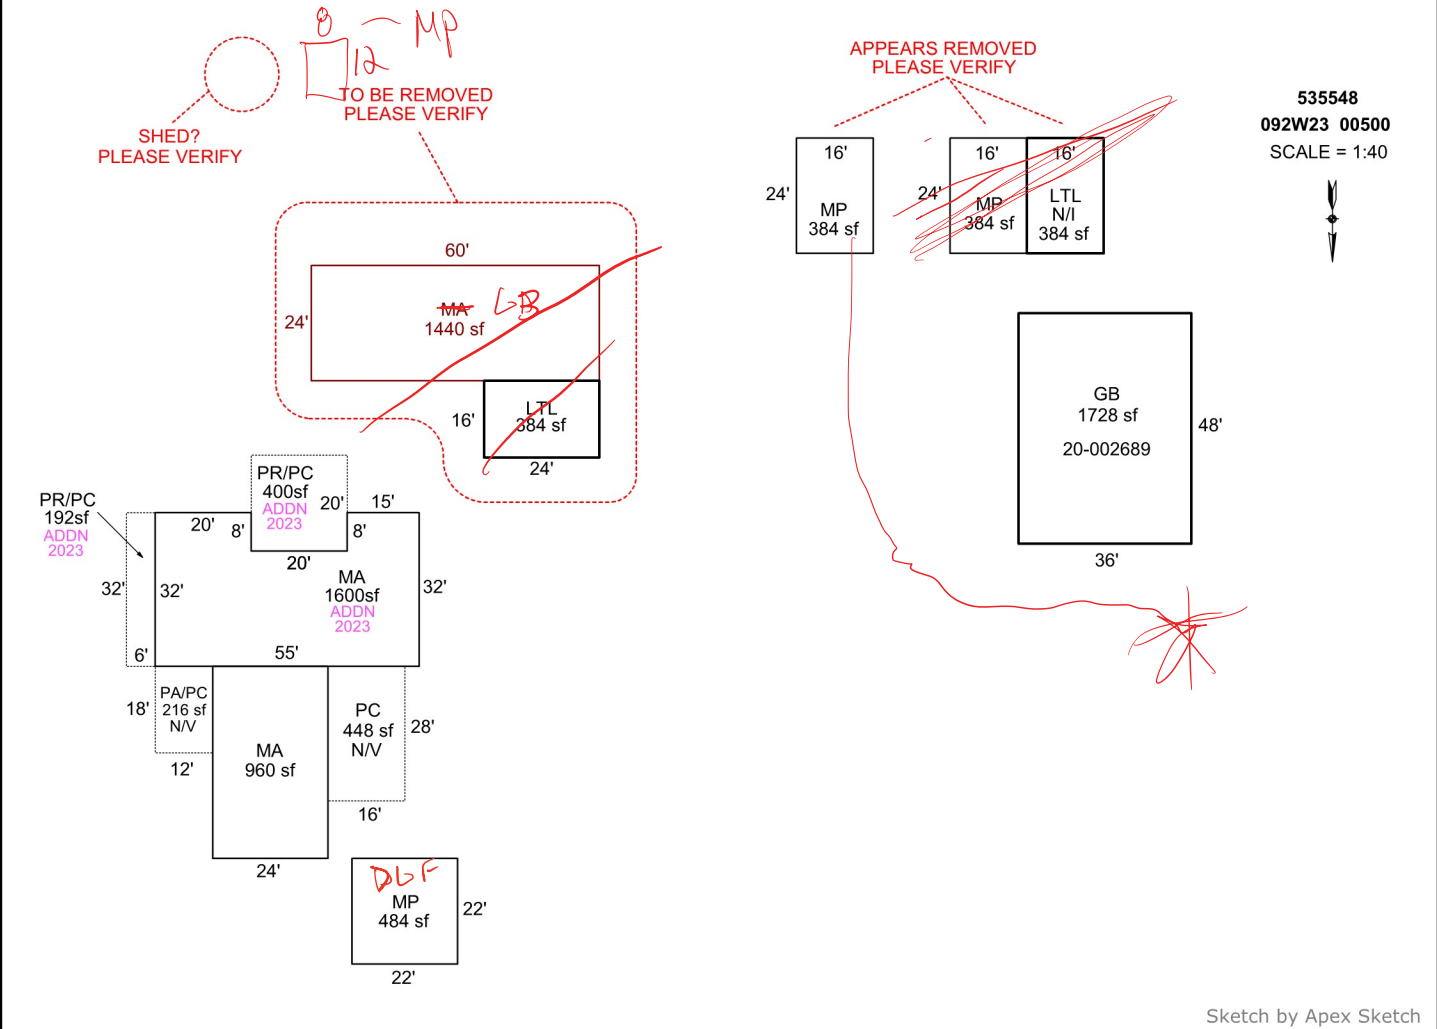 8 — MP
12
TO BE REMOVED
PLEASE VERIFY
SHED?
PLEASE VERIFY
APPEARS REMOVED
PLEASE VERIFY
535548
092W23 00500
SCALE = 1:40
16'
24'
MP
384 sf
16'
24'
MP
384 sf
16'
LTL
N/I
384 sf
60'
24'
MA GB
1440 sf
16'
LTL
384 sf
24'
GB
1728 sf
20-002689
48'
36'
PR/PC
400sf
ADDN
2023
20'
15'
PR/PC
192sf
ADDN
2023
20'
8'
8'
20'
32'
32'
MA
1600sf
ADDN
2023
32'
6'
55'
18'
PA/PC
216 sf
N/V
12'
MA
960 sf
24'
PC
448 sf
N/V
28'
16'
DGF
MP
484 sf
22'
22'
Sketch by Apex Sketch